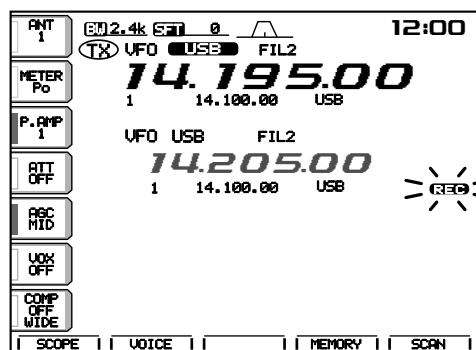 ANT
1
BW 2.4k SFT 0
12:00
TX VFO USB FIL2
14.195.00
METER
Po
1 14.100.00 USB
P.AMP
1
VFO USB FIL2
14.205.00
ATT
OFF
1 14.100.00 USB
REC
AGC
MID
VOX
OFF
COMP
OFF
WIDE
SCOPE VOICE MEMORY SCAN